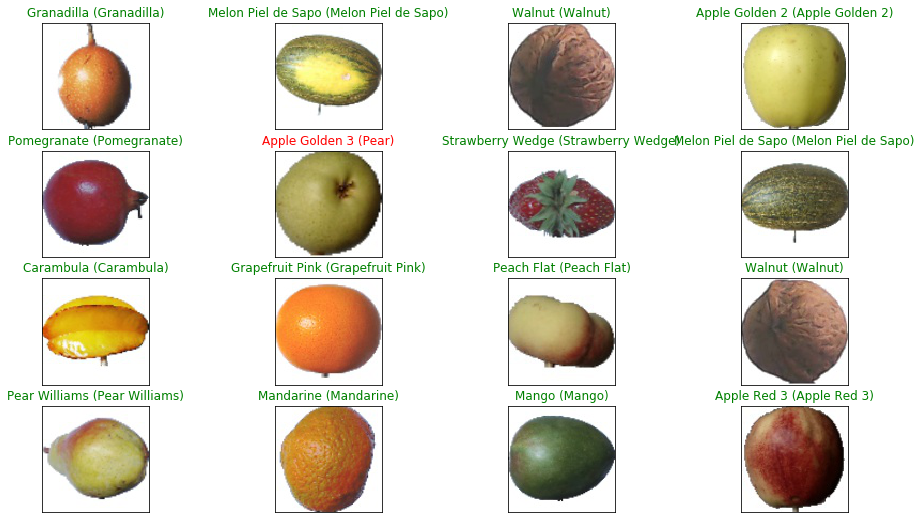 Granadilla (Granadilla)
Melon Piel de Sapo (Melon Piel de Sapo)
Walnut (Walnut)
Apple Golden 2 (Apple Golden 2)
Pomegranate (Pomegranate)
Apple Golden 3 (Pear)
Strawberry Wedge (Strawberry Wedge)
Melon Piel de Sapo (Melon Piel de Sapo)
Carambula (Carambula)
Grapefruit Pink (Grapefruit Pink)
Peach Flat (Peach Flat)
Walnut (Walnut)
Pear Williams (Pear Williams)
Mandarine (Mandarine)
Mango (Mango)
Apple Red 3 (Apple Red 3)